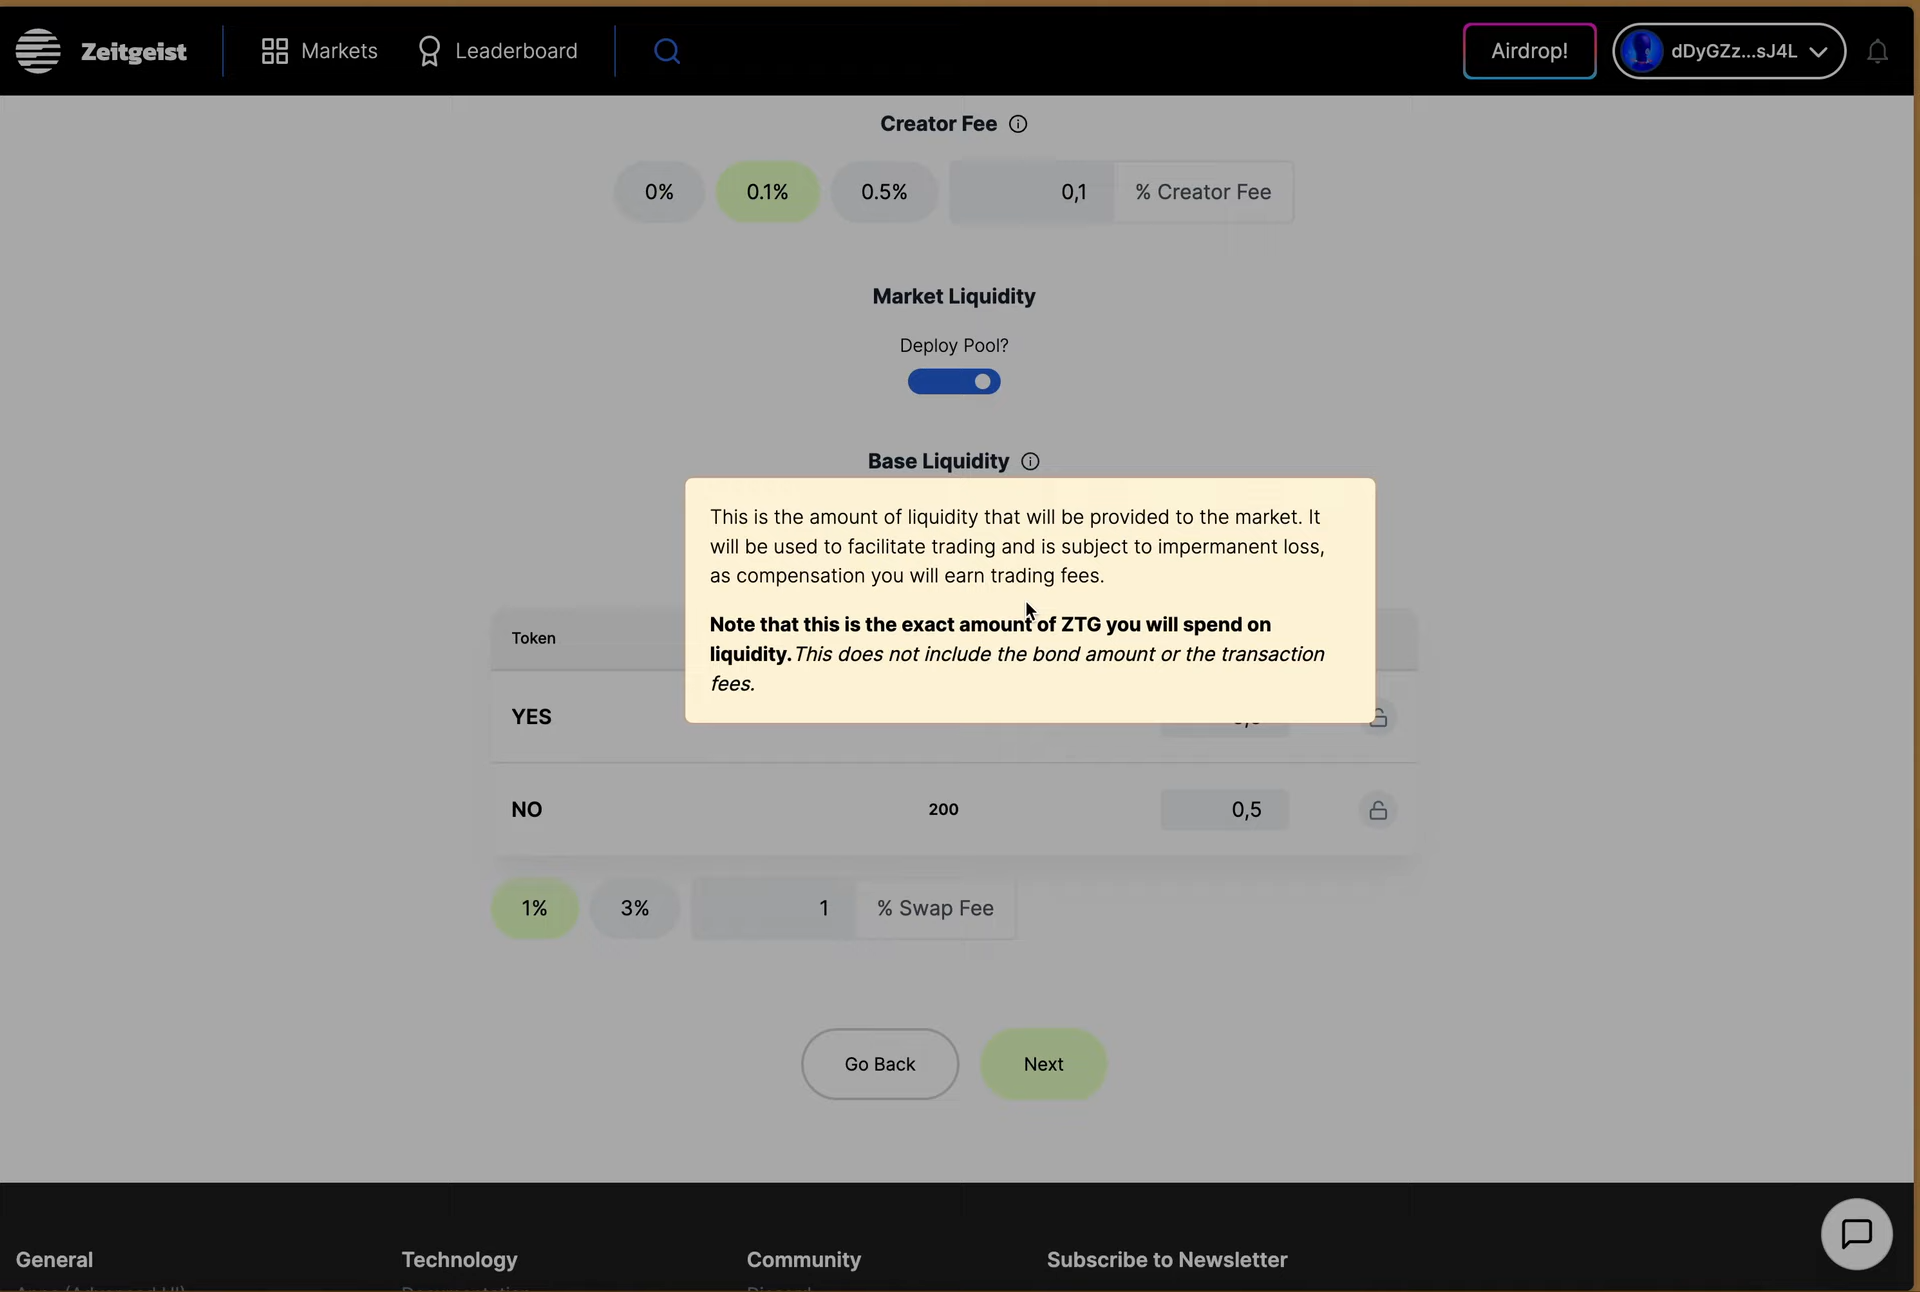 Zeitgeist
Markets
Leaderboard
Airdrop!
dDyGZz...sJ4L
Creator Fee
0%
0.1%
0.5%
0,1
% Creator Fee
Market Liquidity
Deploy Pool?
Base Liquidity
This is the amount of liquidity that will be provided to the market. It
will be used to facilitate trading and is subject to impermanent loss,
as compensation you will earn trading fees.
Note that this is the exact amount of ZTG you will spend on
liquidity. This does not include the bond amount or the transaction
fees.
Token
YES
NO
200
0,5
1%
3%
1
% Swap Fee
Go Back
Next
General
Technology
Community
Subscribe to Newsletter